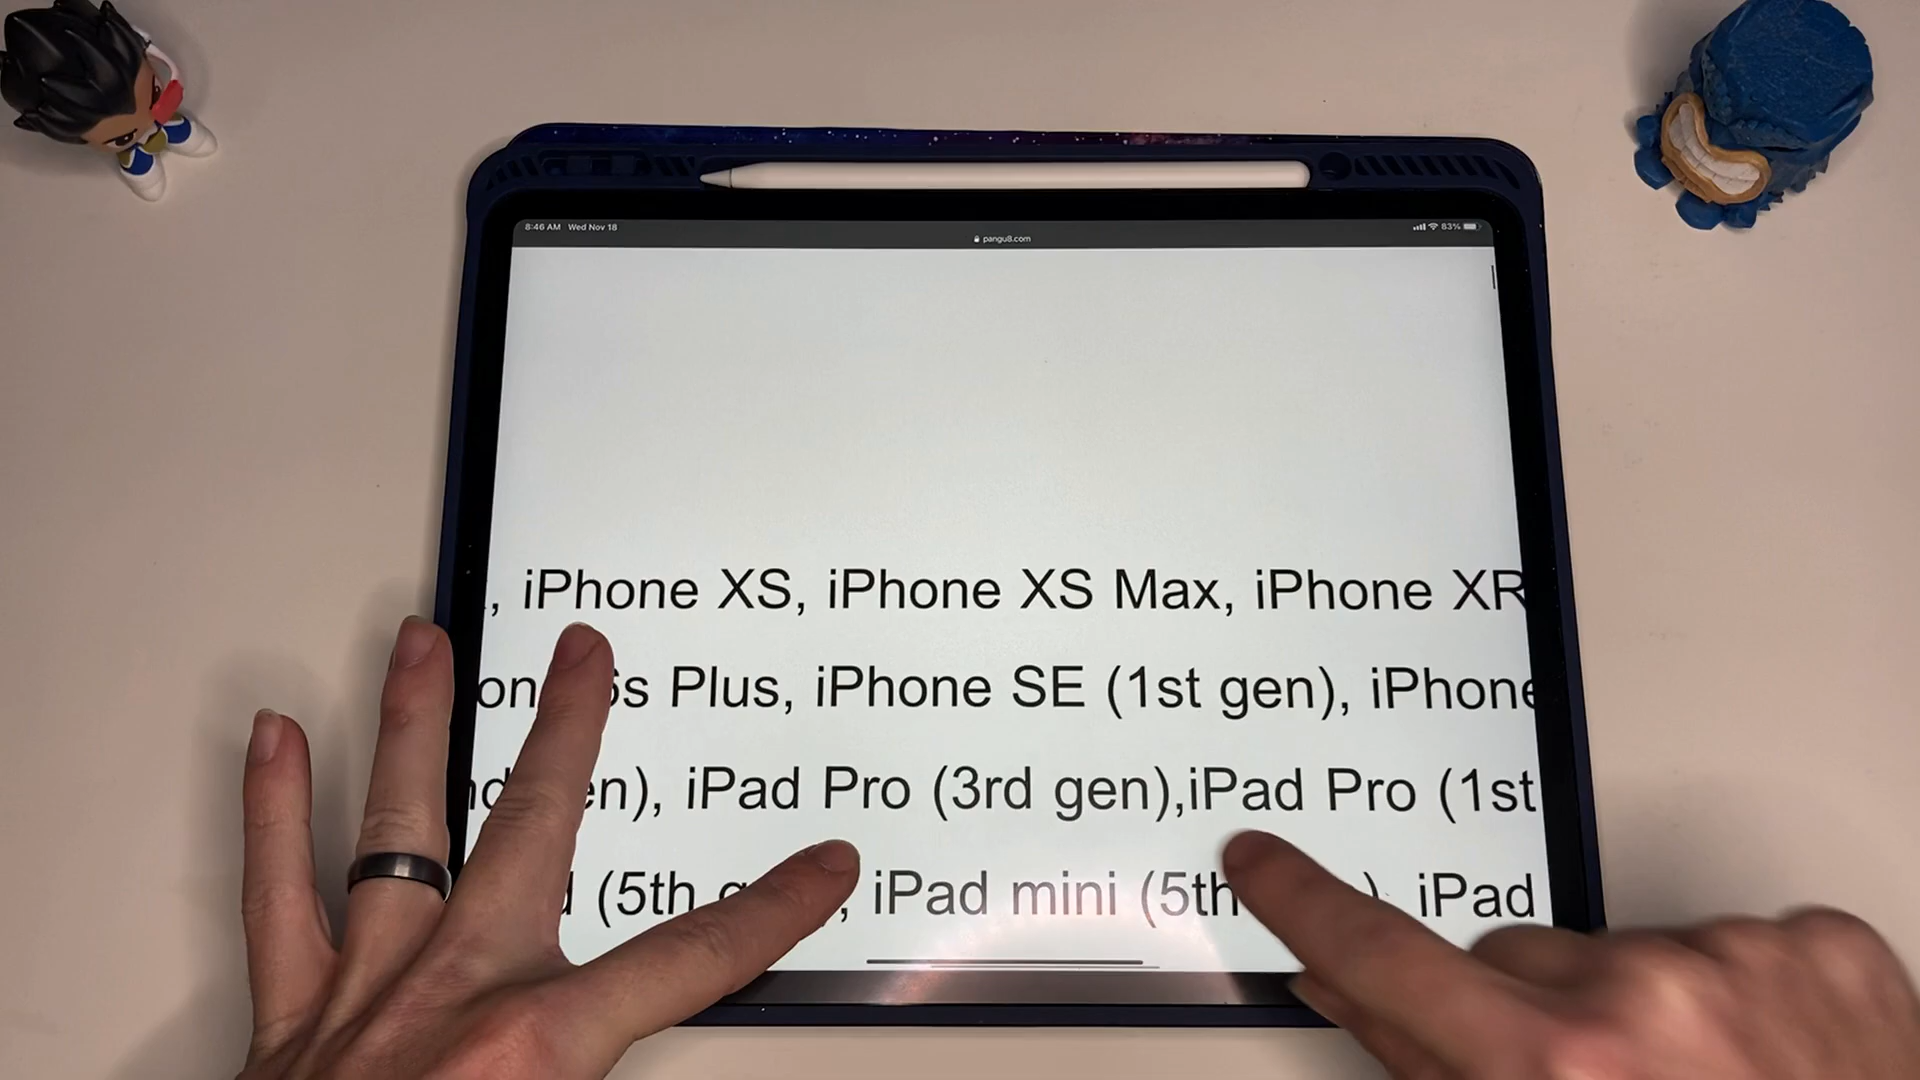 8:46 AM Wed Nov 18
83%
pangu8.com
, iPhone XS, iPhone XS Max, iPhone XR
6s Plus, iPhone SE (1st gen), iPhone
en), iPad Pro (3rd gen),iPad Pro (1st
(5th , iPad mini (5th ), iPad